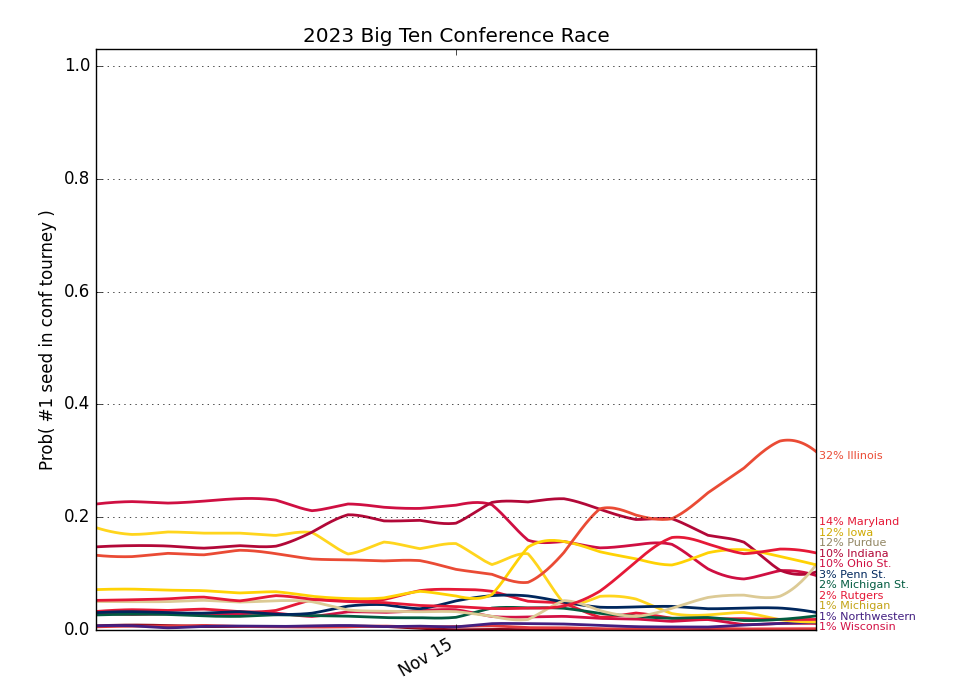 2023 Big Ten Conference Race
Prob( #1 seed in conf tourney )
1.0
0.8
0.6
0.4
0.2
0.0
Nov 15
32% Illinois
14% Maryland
12% Iowa
12% Purdue
10% Indiana
10% Ohio St.
3% Penn St.
2% Michigan St.
2% Rutgers
1% Michigan
1% Northwestern
1% Wisconsin